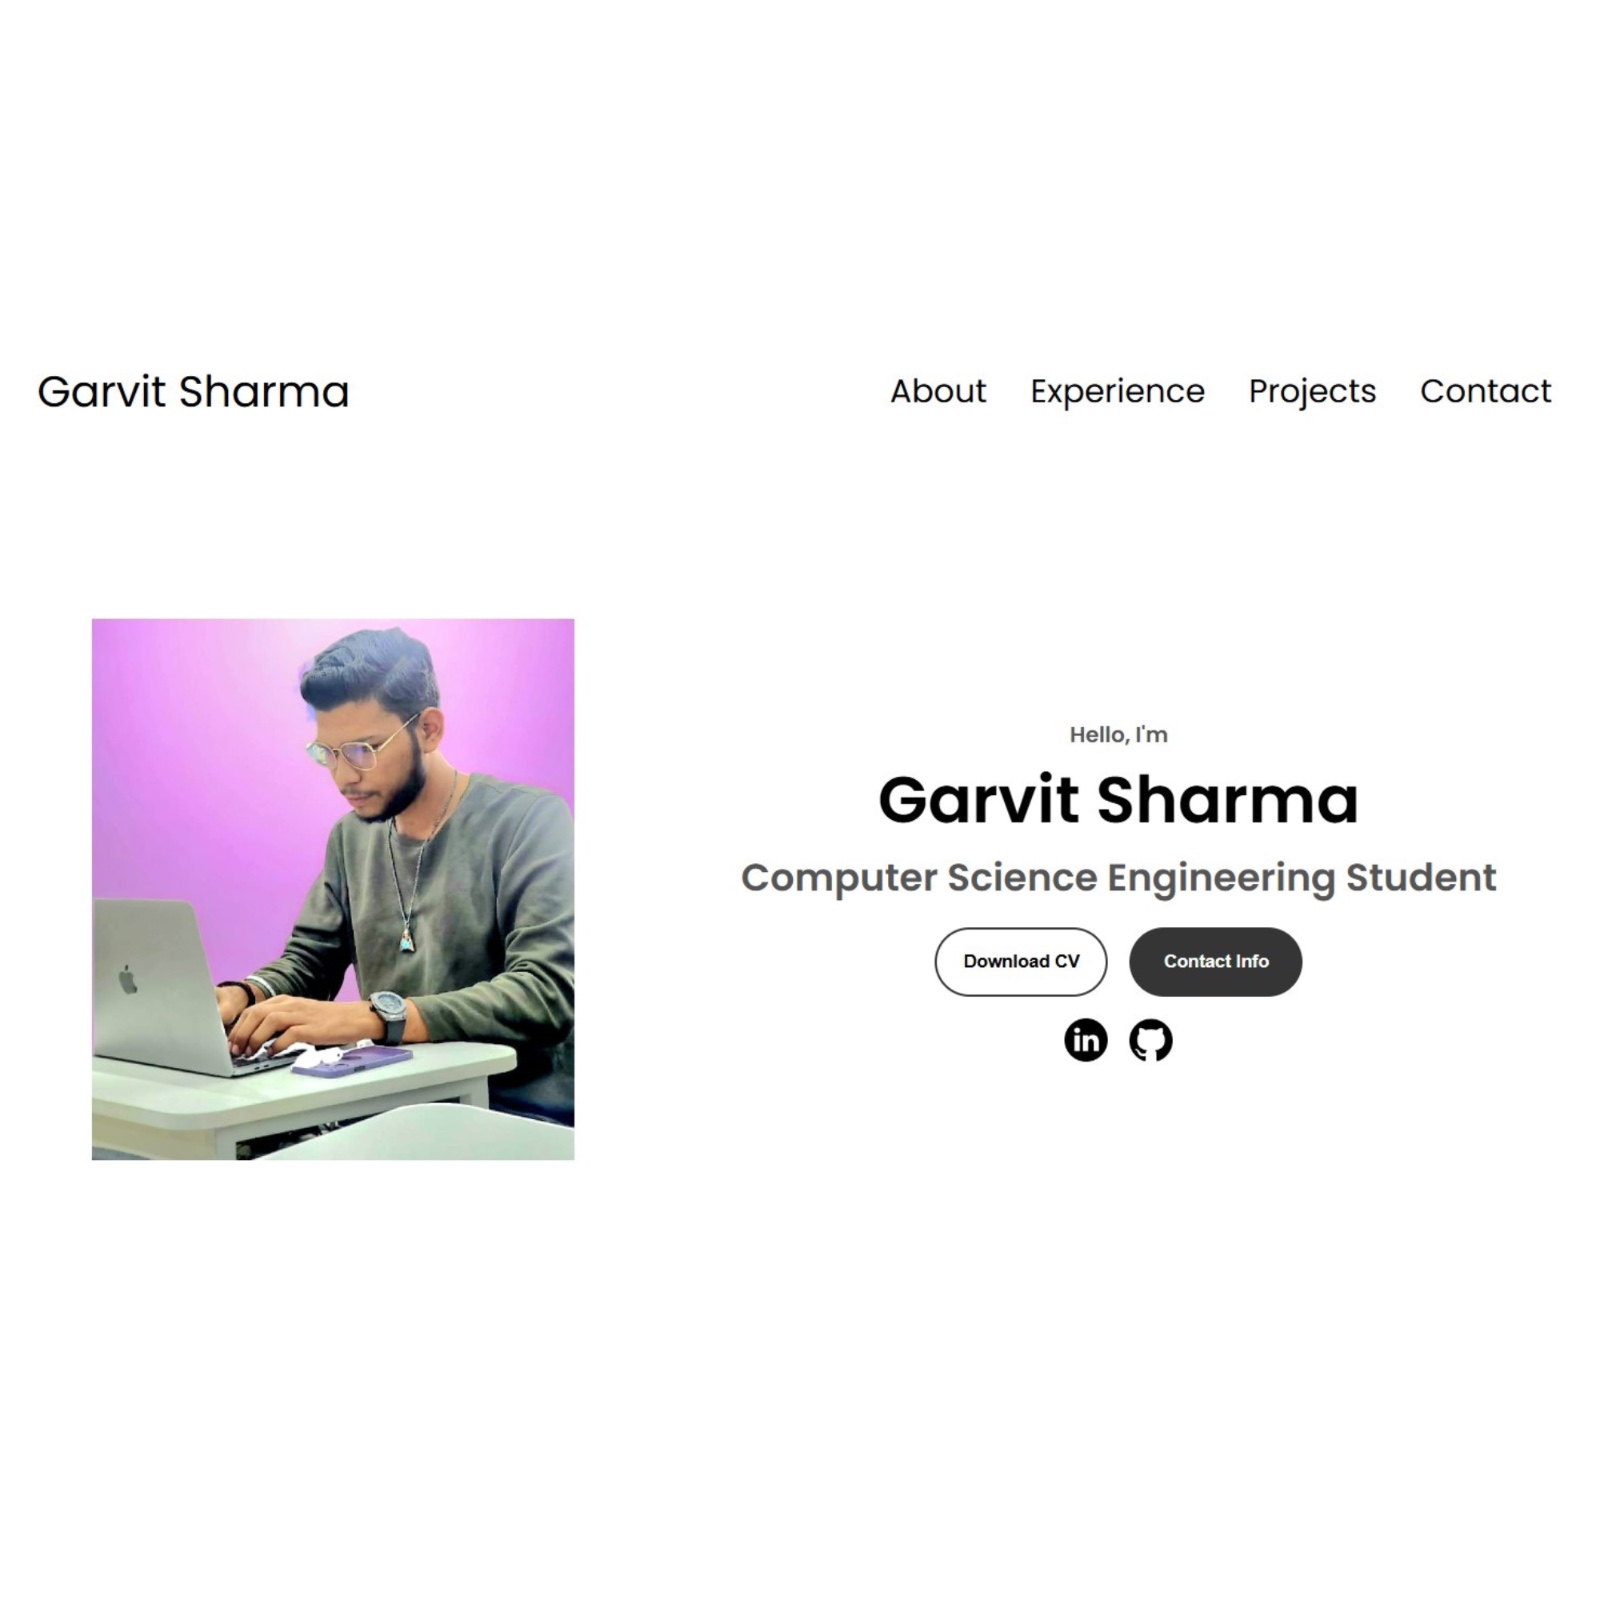 Garvit Sharma
About Experience Projects Contact
Hello, I'm
Garvit Sharma
Computer Science Engineering Student
Download CV
Contact Info
in